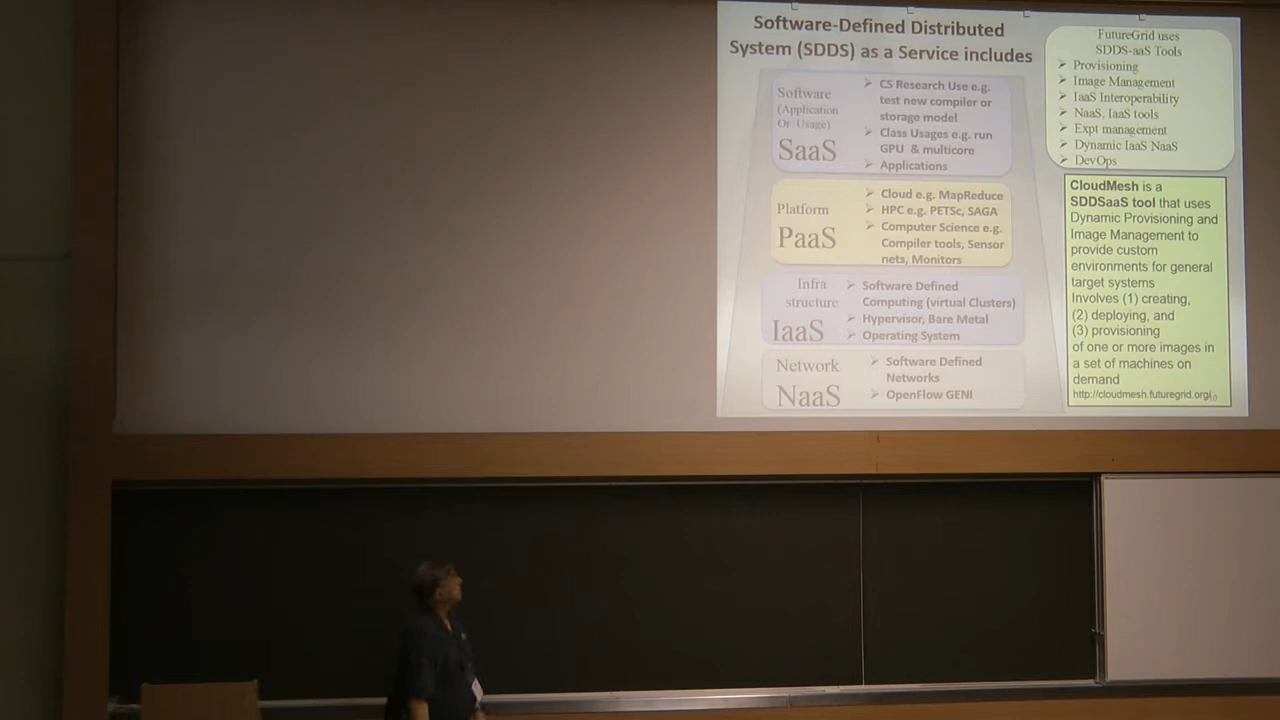 Software-Defined Distributed
System (SDDS) as a Service includes
Software
(Application
Or Usage)
SaaS
➢ CS Research Use e.g.
test new compiler or
storage model
➢ Class Usages e.g. run
GPU & multicore
➢ Applications
Platform
PaaS
➢ Cloud e.g. MapReduce
➢ HPC e.g. PETSc, SAGA
➢ Computer Science e.g.
Compiler tools, Sensor
nets, Monitors
Infra
structure
IaaS
➢ Software Defined
Computing (virtual Clusters)
➢ Hypervisor, Bare Metal
➢ Operating System
Network
NaaS
➢ Software Defined
Networks
➢ OpenFlow GENI
FutureGrid uses
SDDS-aaS Tools
➢ Provisioning
➢ Image Management
➢ IaaS Interoperability
➢ NaaS, IaaS tools
➢ Expt management
➢ Dynamic IaaS NaaS
➢ DevOps
CloudMesh is a
SDDSaaS tool that uses
Dynamic Provisioning and
Image Management to
provide custom
environments for general
target systems
Involves (1) creating,
(2) deploying, and
(3) provisioning
of one or more images in
a set of machines on
demand
http://cloudmesh.futuregrid.org/